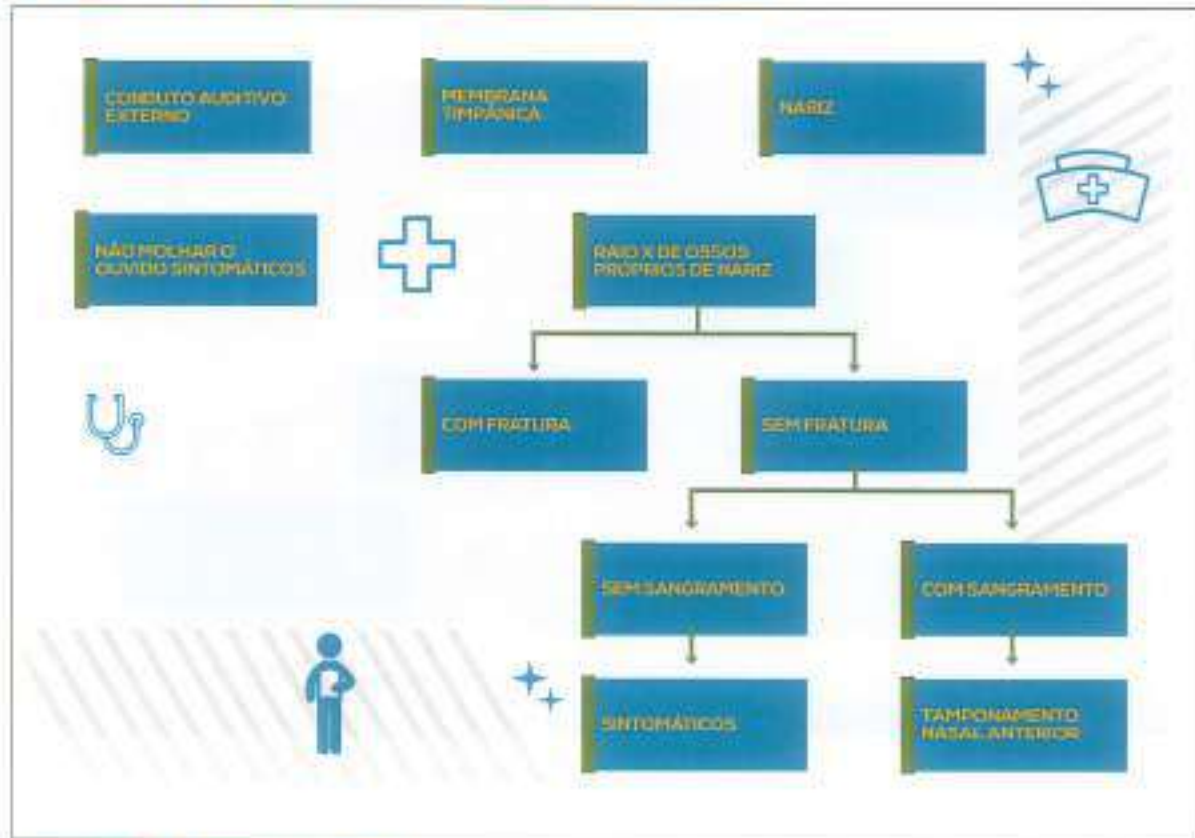 CONDUTO AUDITIVO
EXTERNO
MEMBRANA
TIMPÂNICA
NARIZ
NÃO MOLHAR O
OUVIDO SINTOMÁTICOS
RAIO X DE OSSOS
PRÓPRIOS DE NARIZ
COM FRATURA
SEM FRATURA
SEM SANGRAMENTO
COM SANGRAMENTO
SINTOMÁTICOS
TAMPONAMENTO
NASAL ANTERIOR